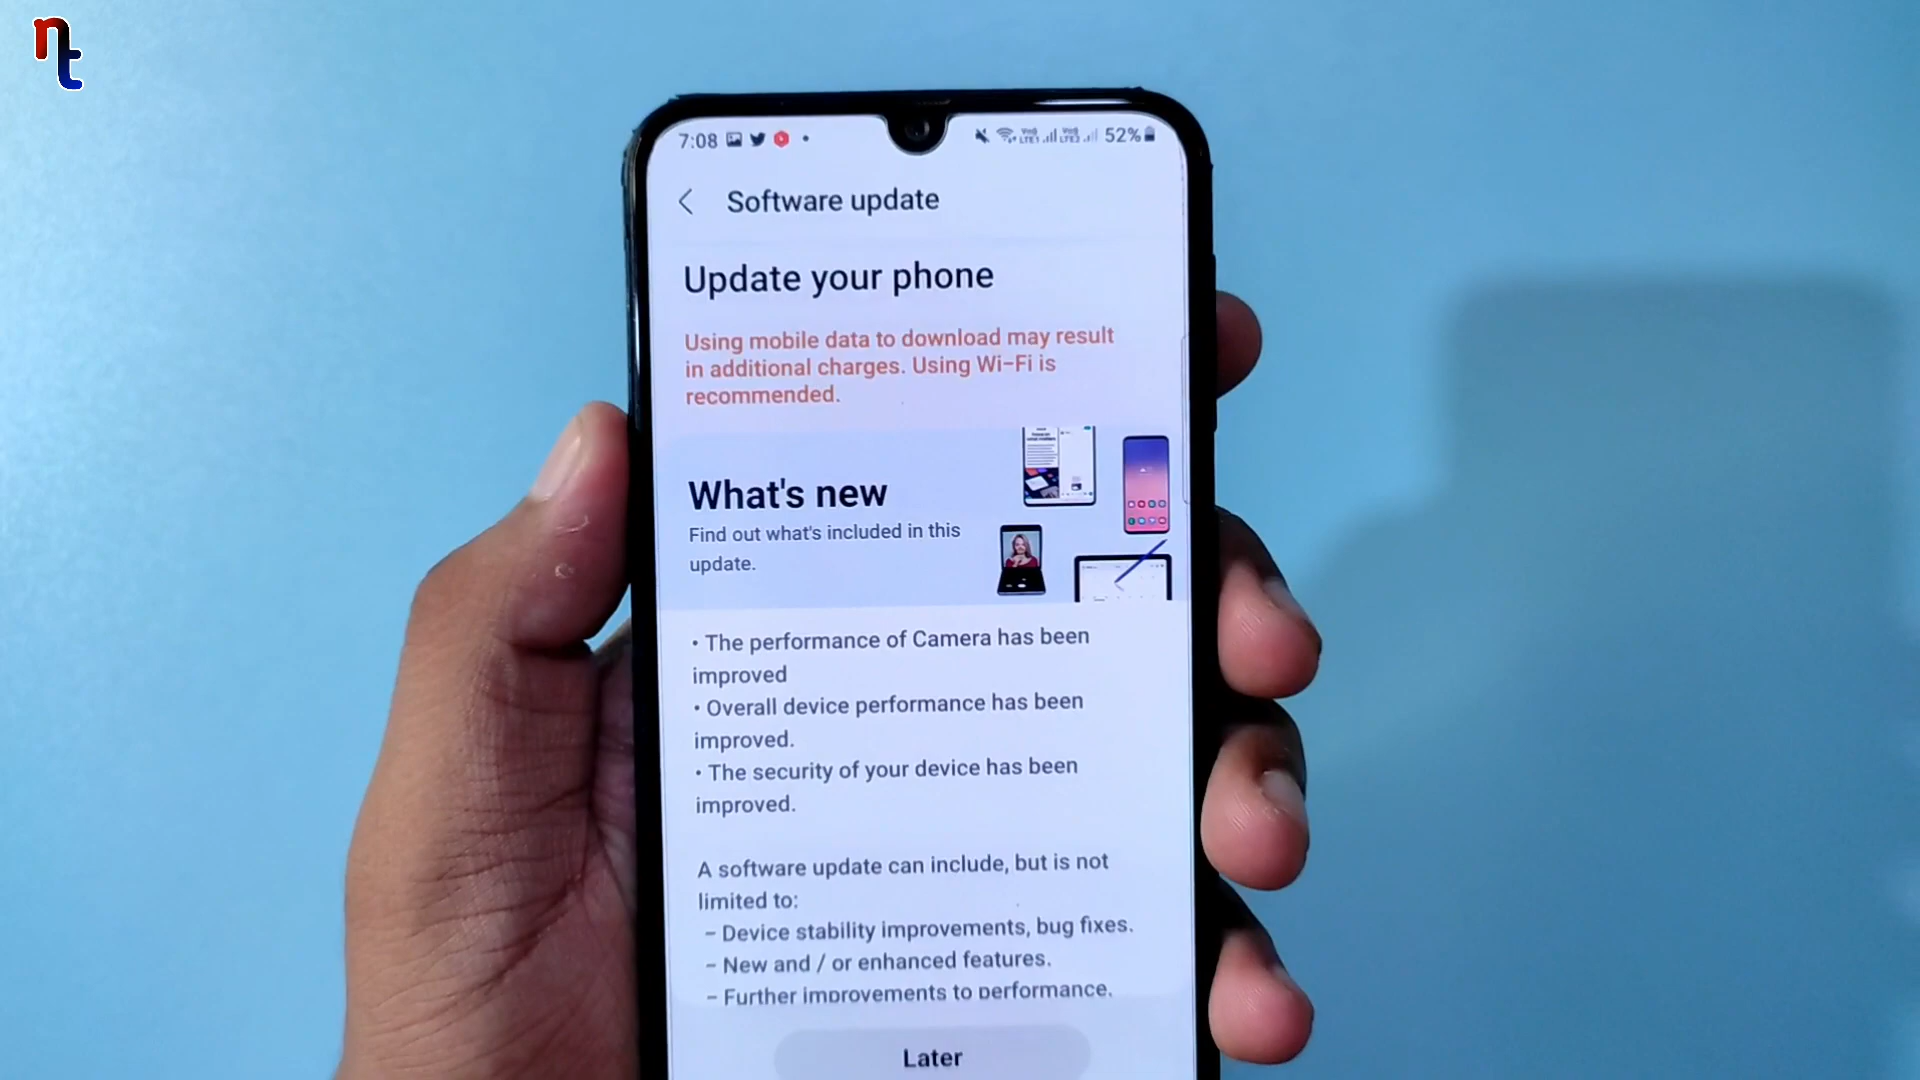 nt
7:08 52%
Software update
Update your phone
Using mobile data to download may result
in additional charges. Using Wi-Fi is
recommended.
What's new
Find out what's included in this
update.
• The performance of Camera has been
improved
• Overall device performance has been
improved.
• The security of your device has been
improved.
A software update can include, but is not
limited to:
– Device stability improvements, bug fixes.
– New and / or enhanced features.
– Further improvements to performance.
Later